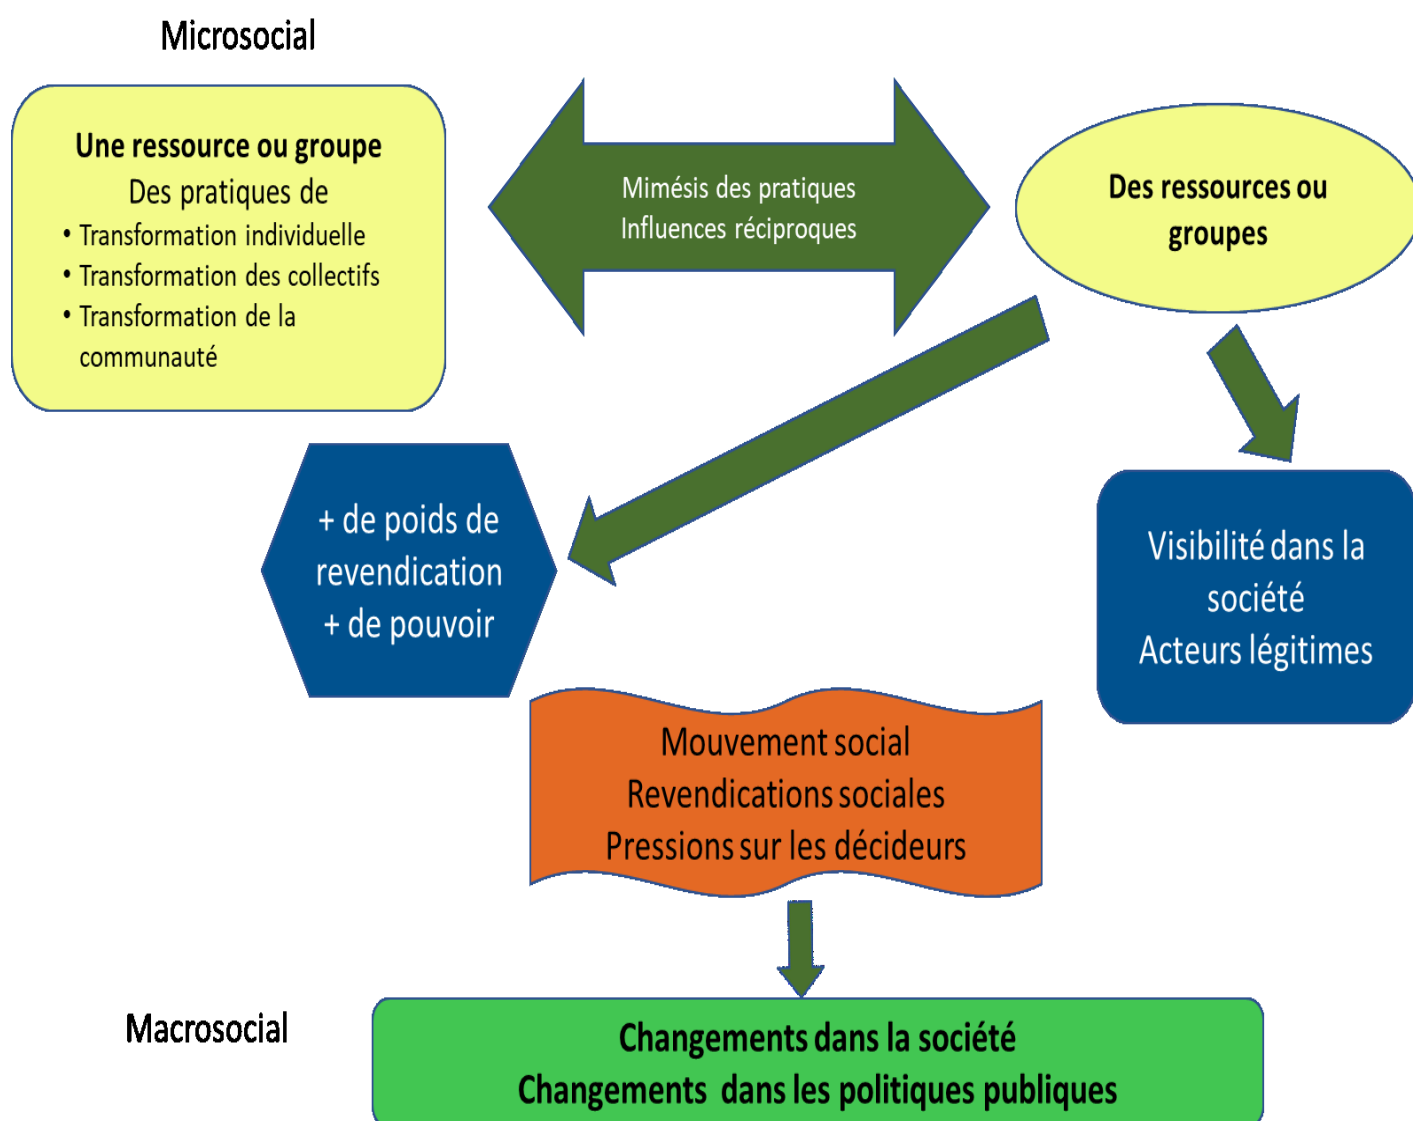 Microsocial
Une ressource ou groupe
Des pratiques de
• Transformation individuelle
• Transformation des collectifs
• Transformation de la
communauté
Mimésis des pratiques
Influences réciproques
Des ressources ou
groupes
+ de poids de
revendication
+ de pouvoir
Visibilité dans la
société
Acteurs légitimes
Mouvement social
Revendications sociales
Pressions sur les décideurs
Macrosocial
Changements dans la société
Changements dans les politiques publiques